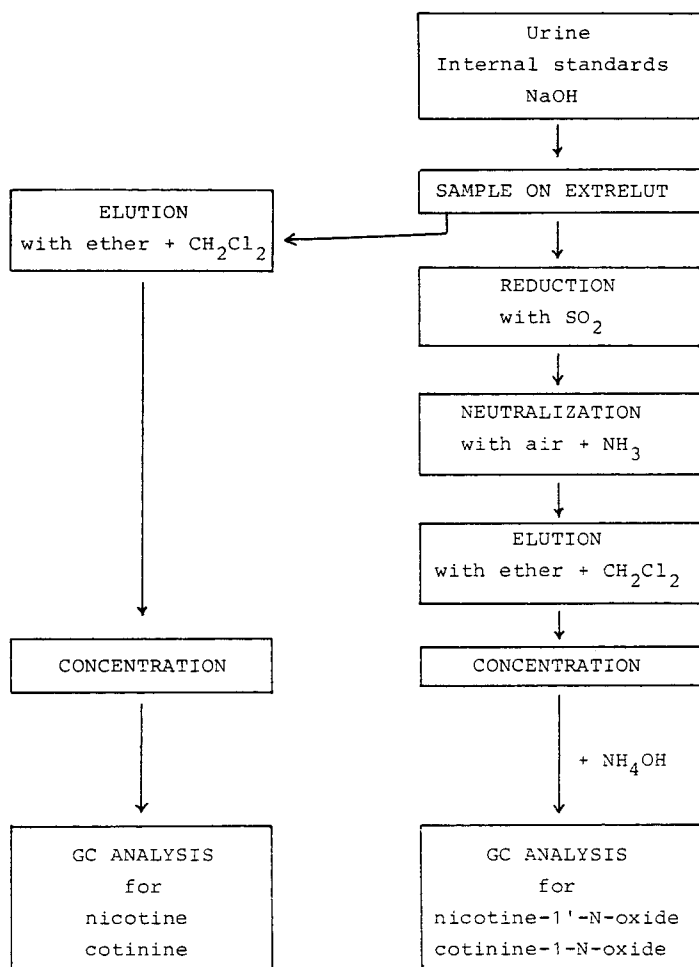 Urine
Internal standards
NaOH
SAMPLE ON EXTRELUT
ELUTION
with ether + CH₂Cl₂
REDUCTION
with SO₂
NEUTRALIZATION
with air + NH₃
ELUTION
with ether + CH₂Cl₂
CONCENTRATION
CONCENTRATION
+ NH₄OH
GC ANALYSIS
for
nicotine
cotinine
GC ANALYSIS
for
nicotine-1'-N-oxide
cotinine-1-N-oxide